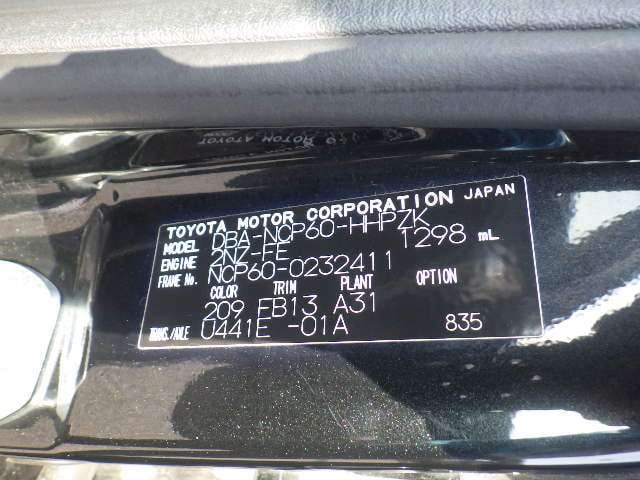 TOYOTA MOTOR CORPORATION JAPAN
MODEL DBA-NCP60-HHPZK
ENGINE 2NZ-FE 1298 mL
FRAME No. NCP60-0232411
COLOR TRIM PLANT OPTION
209 FB13 A31
TRANS./AXLE U441E -01A 835